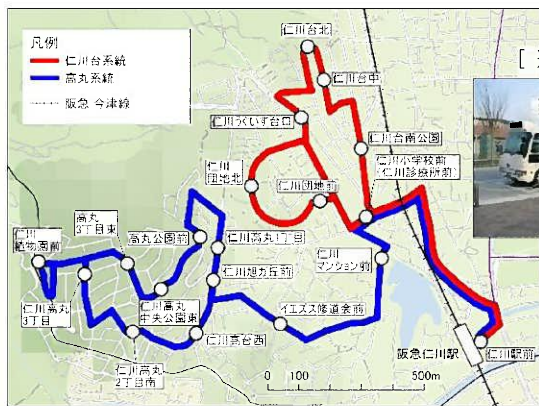 凡例
仁川台系統
高丸系統
阪急 今津線
仁川台北
仁川台中
仁川うぐいす台口
仁川台南公園
仁川小学校前
(仁川診療所前)
仁川
団地北
仁川団地前
高丸
3丁目東
仁川
植物園前
高丸公園前
仁川高丸1丁目
仁川
マンション前
仁川旭ガ丘前
仁川高丸
3丁目
仁川高丸
中央公園東
イエズス修道会前
仁川高台西
仁川高丸
2丁目南
阪急仁川駅
仁川駅前
0 100 500m